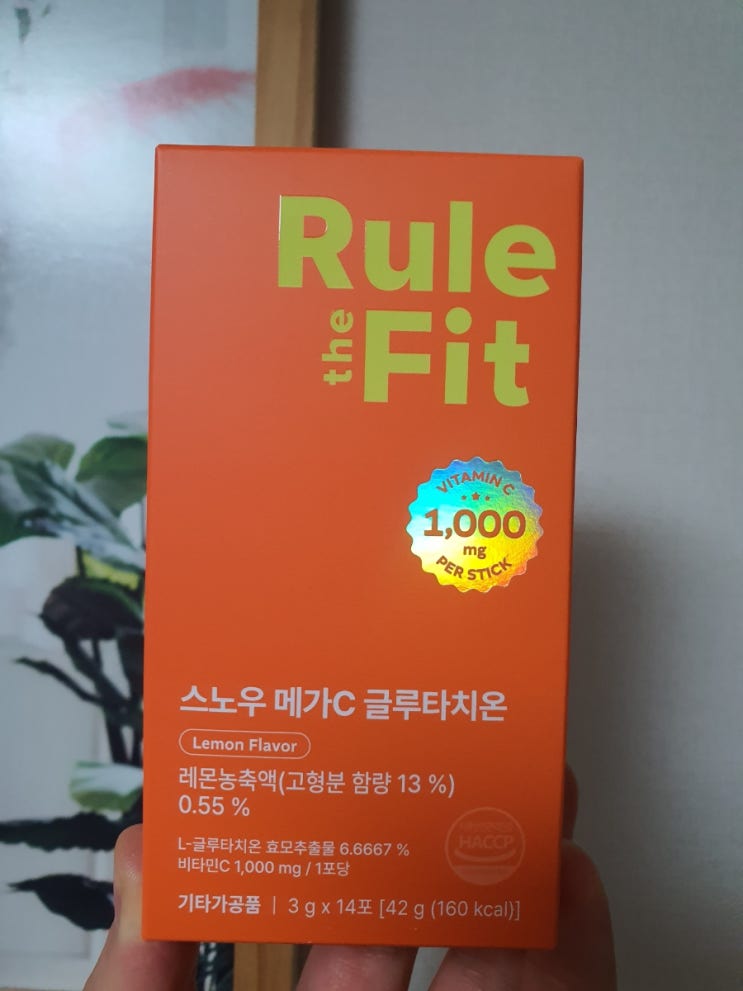 Rule
the Fit
VITAMIN C
1,000
mg
PER STICK
스노우 메가C 글루타치온
Lemon Flavor
레몬농축액(고형분 함량 13 %)
0.55 %
L-글루타치온 효모추출물 6.6667 %
비타민C 1,000 mg / 1포당
HACCP
기타가공품 | 3 g x 14포 [42 g (160 kcal)]